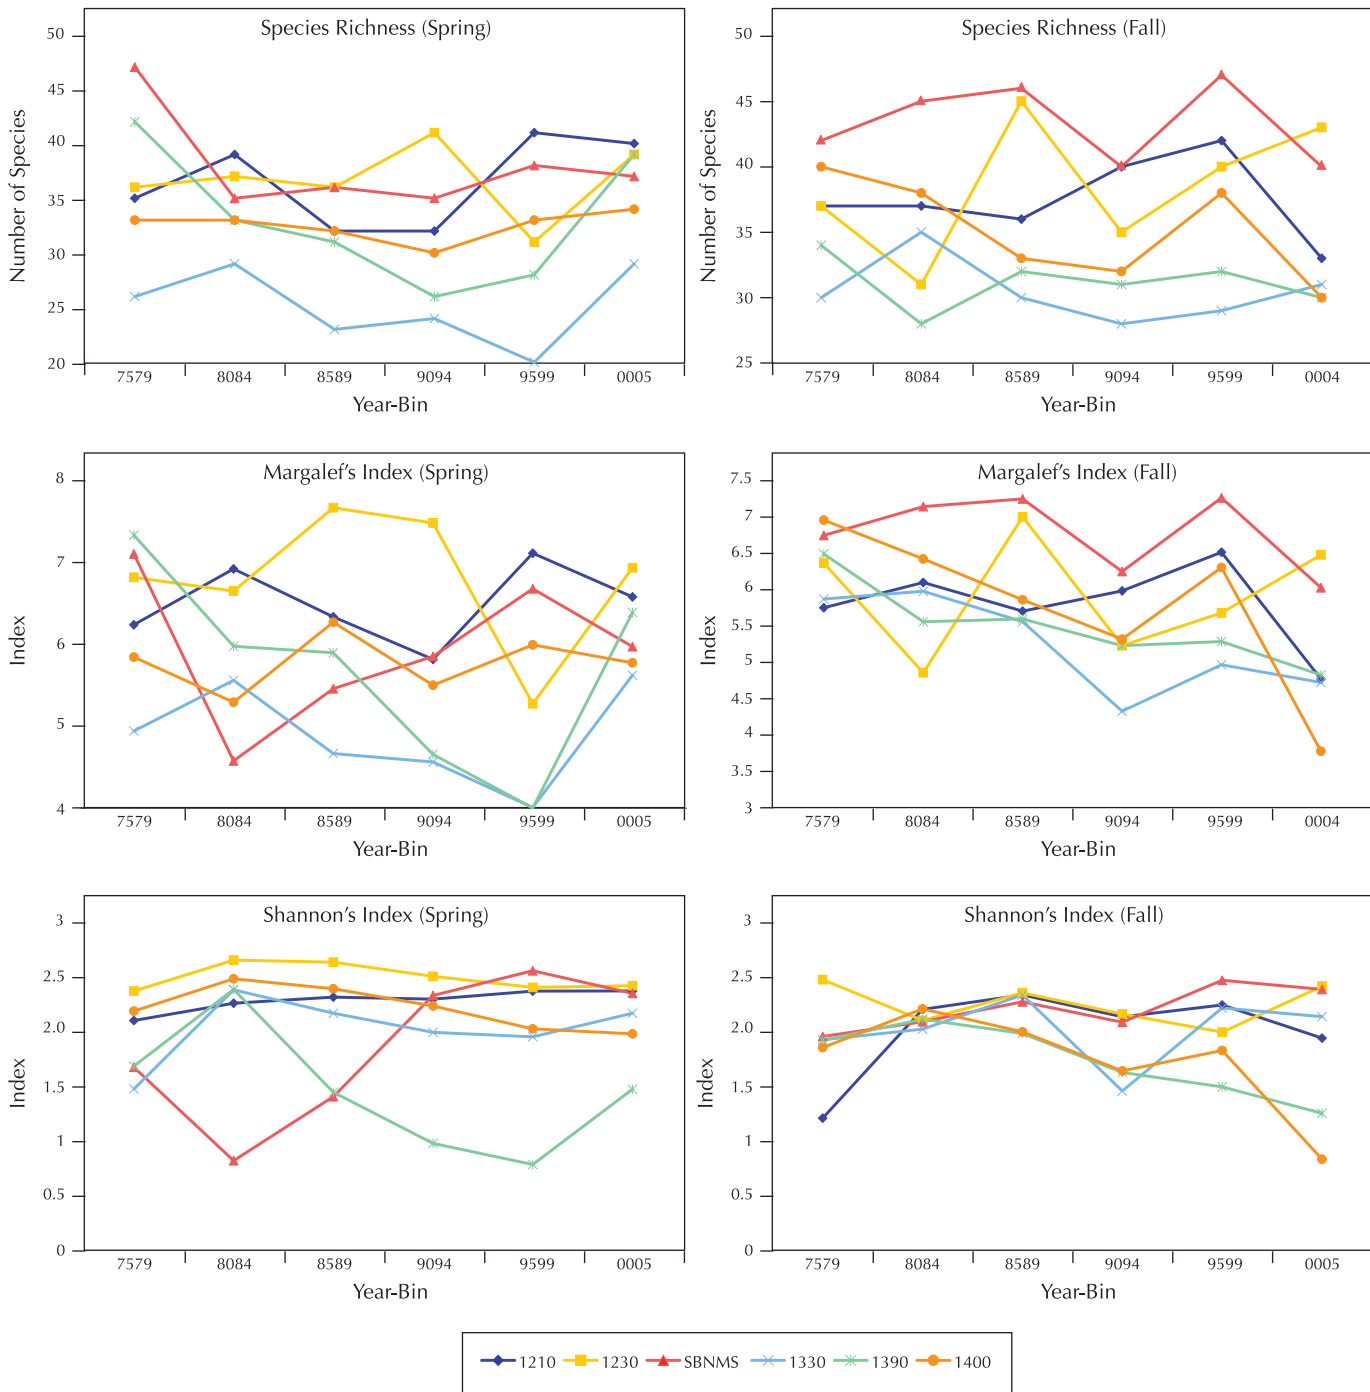 Species Richness (Spring)
Number of Species
50
45
40
35
30
25
20
7579 8084 8589 9094 9599 0005
Year-Bin
Species Richness (Fall)
Number of Species
50
45
40
35
30
25
7579 8084 8589 9094 9599 0004
Year-Bin
Margalef's Index (Spring)
Index
8
7
6
5
4
7579 8084 8589 9094 9599 0005
Year-Bin
Margalef's Index (Fall)
Index
7.5
7
6.5
6
5.5
5
4.5
4
3.5
3
7579 8084 8589 9094 9599 0004
Year-Bin
Shannon's Index (Spring)
Index
3
2.5
2.0
1.5
1
0.5
0
7579 8084 8589 9094 9599 0005
Year-Bin
Shannon's Index (Fall)
Index
3
2.5
2.0
1.5
1
0.5
0
7579 8084 8589 9094 9599 0005
Year-Bin
1210 1230 SBNMS 1330 1390 1400